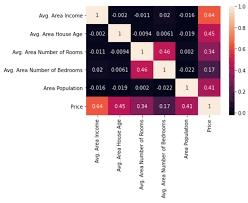 Avg. Area Income 1 -0.002 -0.011 0.02 -0.016 0.64
Avg. Area House Age -0.002 1 -0.0094 0.0061 -0.019 0.45
Avg. Area Number of Rooms -0.011 -0.0094 1 0.46 0.002 0.34
Avg. Area Number of Bedrooms 0.02 0.0061 0.46 1 -0.022 0.17
Area Population -0.016 -0.019 0.002 -0.022 1 0.41
Price 0.64 0.45 0.34 0.17 0.41 1
Avg. Area Income
Avg. Area House Age
Avg. Area Number of Rooms
Avg. Area Number of Bedrooms
Area Population
Price
1.0
0.8
0.6
0.4
0.2
0.0